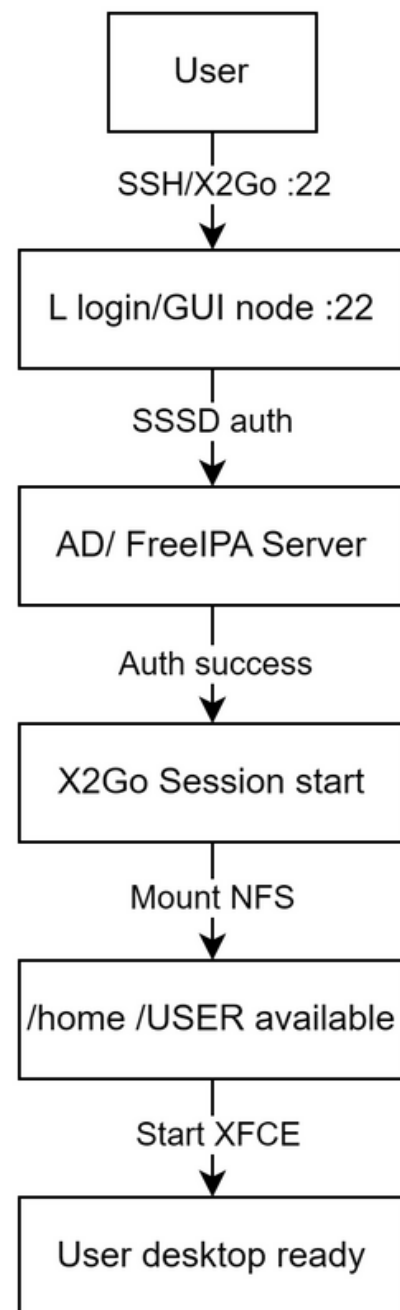 User
SSH/X2Go :22
L login/GUI node :22
SSSD auth
AD/ FreeIPA Server
Auth success
X2Go Session start
Mount NFS
/home /USER available
Start XFCE
User desktop ready